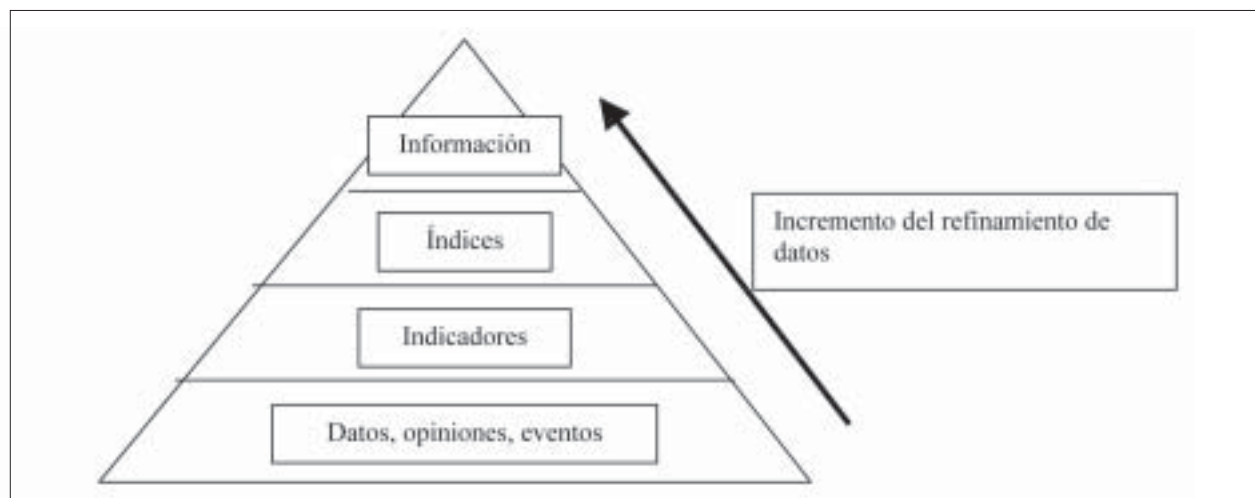 Información
Índices
Incremento del refinamiento de
datos
Indicadores
Datos, opiniones, eventos